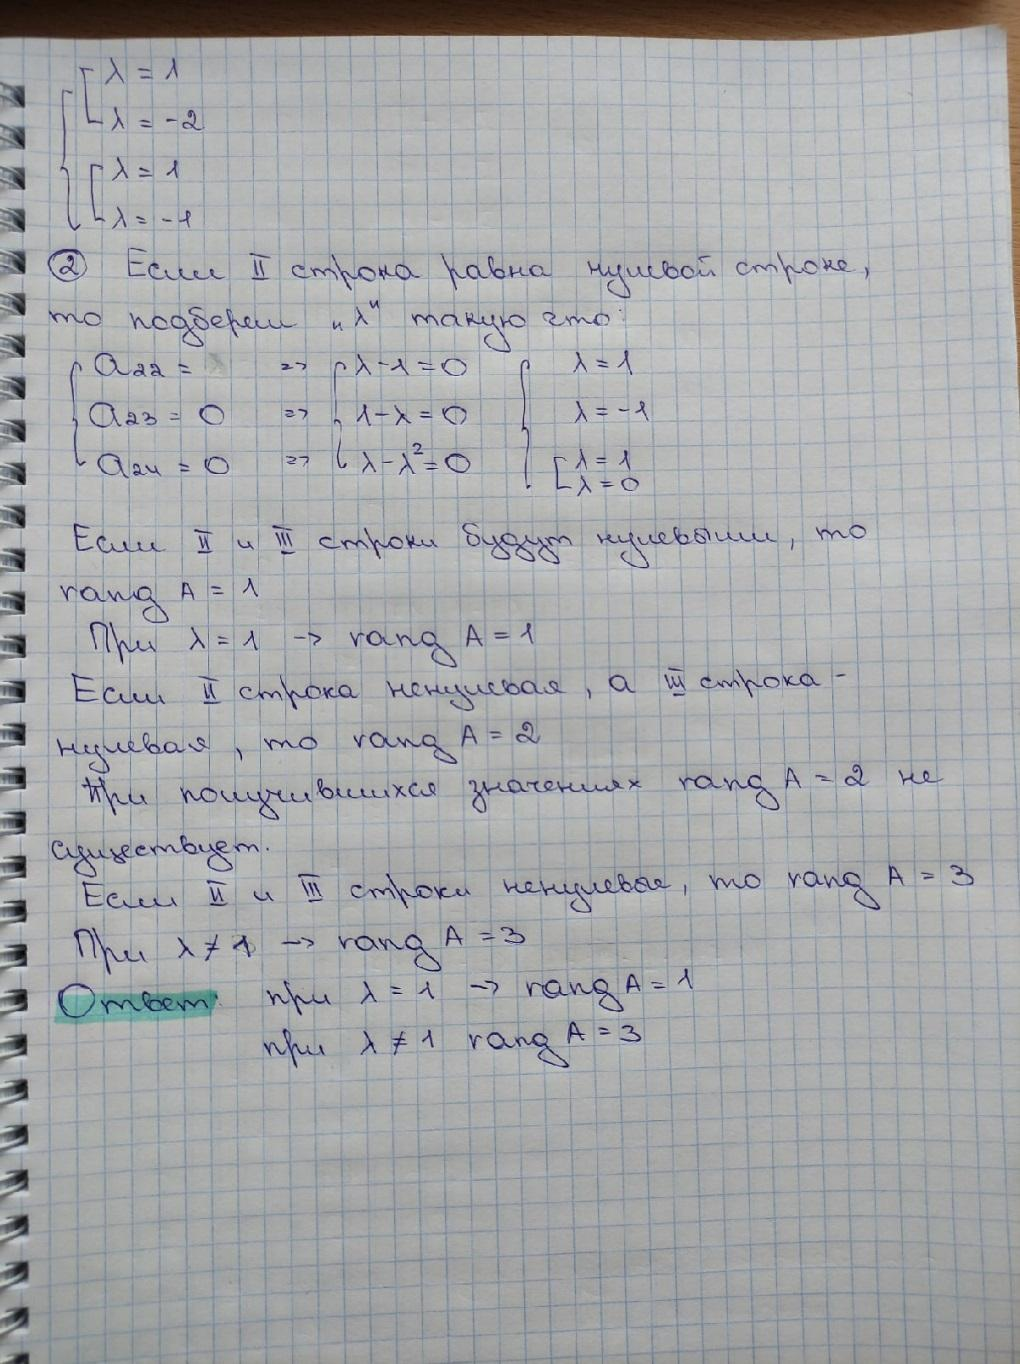 λ = 1
λ = -2
λ = 1
λ = -1
② Если II строка равна нулевой строке,
то подберем "λ" такую что:
a22 = => λ-1=0 λ=1
a23 = 0 => 1-λ=0 λ=-1
a24 = 0 => λ-λ²=0 λ=1
λ=0
Если II и III строки будут нулевыми, то
rang A = 1
При λ=1 -> rang A = 1
Если II строка ненулевая, а III строка -
нулевая, то rang A = 2
При получившихся значениях rang A = 2 не
существует.
Если II и III строки ненулевые, то rang A = 3
При λ ≠ 1 -> rang A = 3
Ответ: при λ = 1 -> rang A = 1
при λ ≠ 1 rang A = 3